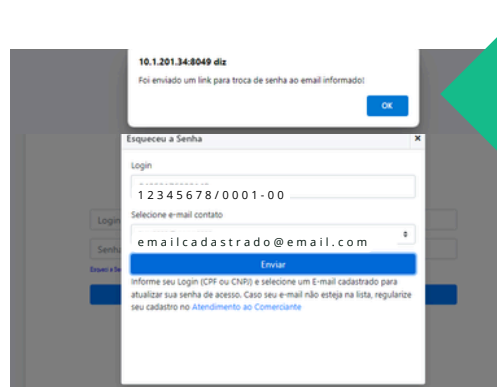 10.1.201.34:8049 diz
Foi enviado um link para troca de senha ao email informado!
OK
Esqueceu a Senha
x
Login
12345678/0001-00
Selecione e-mail contato
emailcadastrado@email.com
Enviar
Informe seu Login (CPF ou CNPJ) e selecione um E-mail cadastrado para
atualizar sua senha de acesso. Caso seu e-mail não esteja na lista, regularize
seu cadastro no Atendimento ao Comerciante
Login
Senha